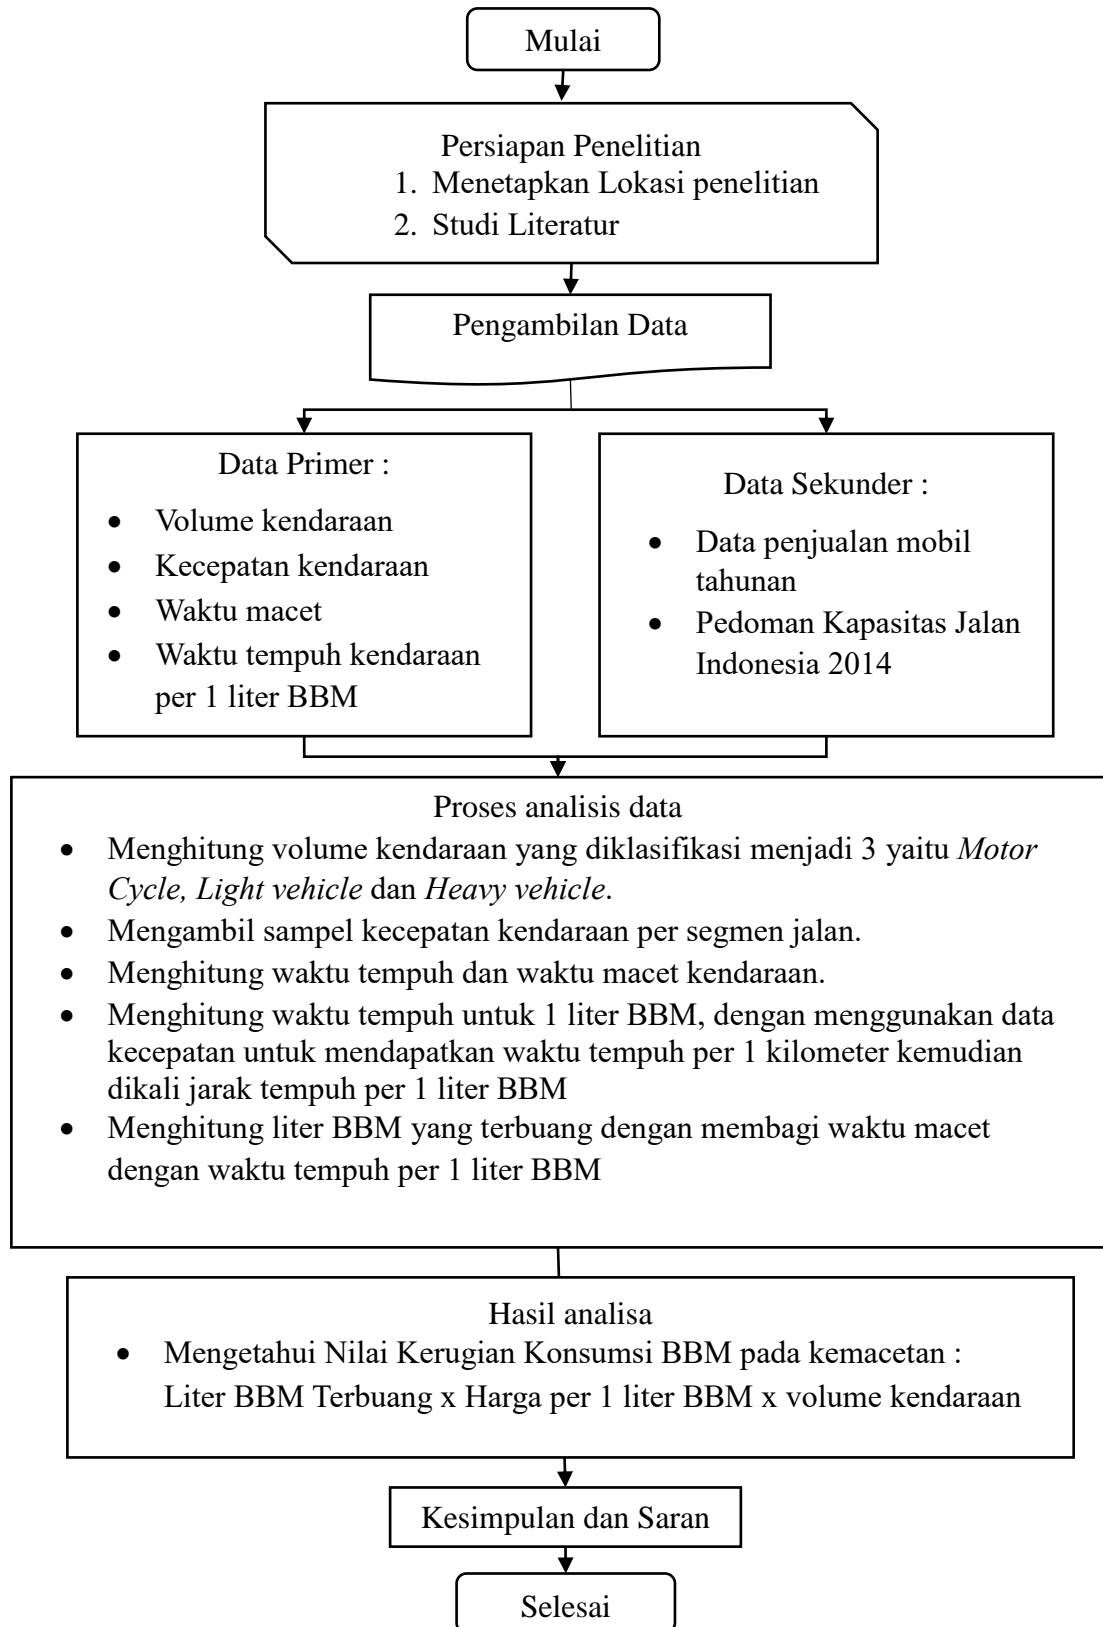 Mulai
Persiapan Penelitian
1. Menetapkan Lokasi penelitian
2. Studi Literatur
Pengambilan Data
Data Primer :
• Volume kendaraan
• Kecepatan kendaraan
• Waktu macet
• Waktu tempuh kendaraan
per 1 liter BBM
Data Sekunder :
• Data penjualan mobil
tahunan
• Pedoman Kapasitas Jalan
Indonesia 2014
Proses analisis data
• Menghitung volume kendaraan yang diklasifikasi menjadi 3 yaitu Motor
Cycle, Light vehicle dan Heavy vehicle.
• Mengambil sampel kecepatan kendaraan per segmen jalan.
• Menghitung waktu tempuh dan waktu macet kendaraan.
• Menghitung waktu tempuh untuk 1 liter BBM, dengan menggunakan data
kecepatan untuk mendapatkan waktu tempuh per 1 kilometer kemudian
dikali jarak tempuh per 1 liter BBM
• Menghitung liter BBM yang terbuang dengan membagi waktu macet
dengan waktu tempuh per 1 liter BBM
Hasil analisa
• Mengetahui Nilai Kerugian Konsumsi BBM pada kemacetan :
Liter BBM Terbuang x Harga per 1 liter BBM x volume kendaraan
Kesimpulan dan Saran
Selesai